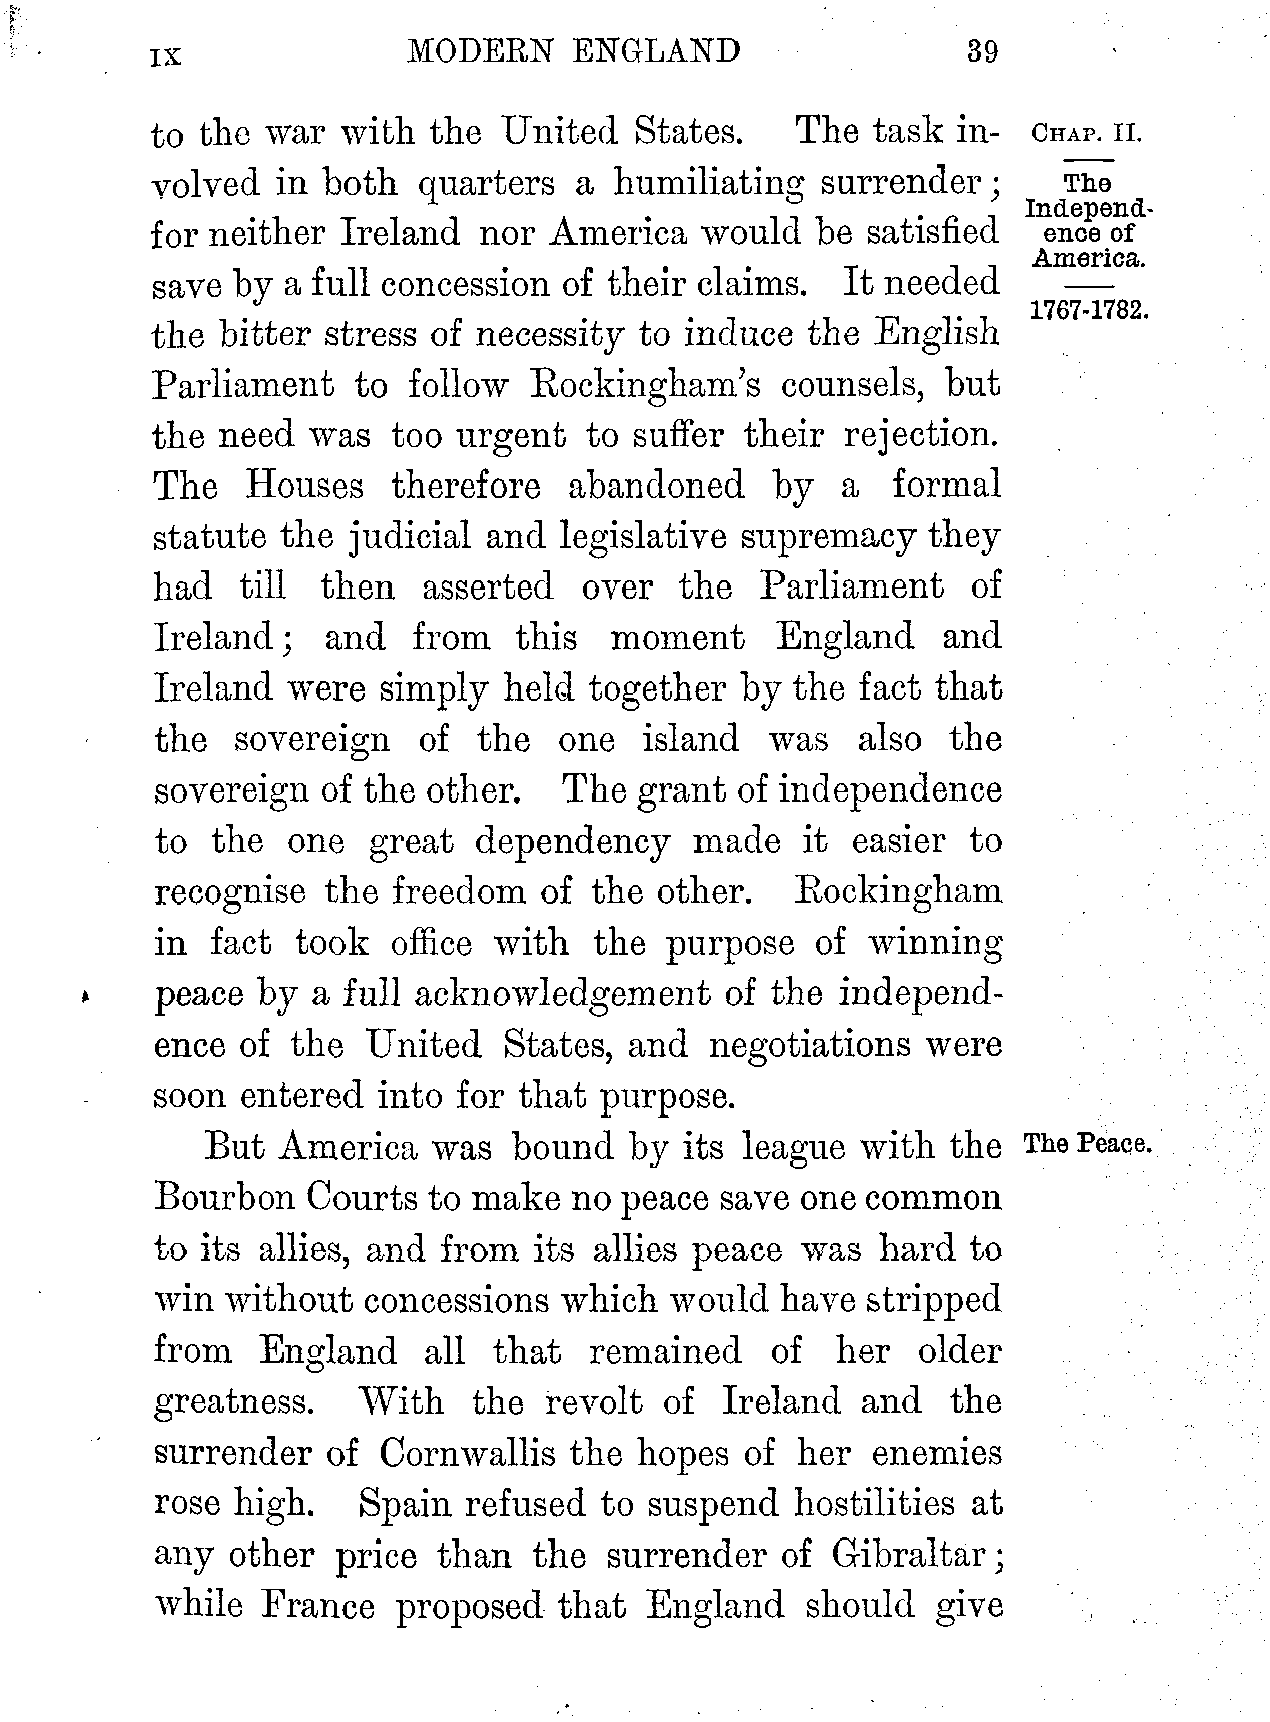 IX MODERN ENGLAND 39
to the war with the United States. The task in-
volved in both quarters a humiliating surrender;
for neither Ireland nor America would be satisfied
save by a full concession of their claims. It needed
the bitter stress of necessity to induce the English
Parliament to follow Rockingham's counsels, but
the need was too urgent to suffer their rejection.
The Houses therefore abandoned by a formal
statute the judicial and legislative supremacy they
had till then asserted over the Parliament of
Ireland; and from this moment England and
Ireland were simply held together by the fact that
the sovereign of the one island was also the
sovereign of the other. The grant of independence
to the one great dependency made it easier to
recognise the freedom of the other. Rockingham
in fact took office with the purpose of winning
peace by a full acknowledgement of the independ-
ence of the United States, and negotiations were
soon entered into for that purpose.
But America was bound by its league with the
Bourbon Courts to make no peace save one common
to its allies, and from its allies peace was hard to
win without concessions which would have stripped
from England all that remained of her older
greatness. With the revolt of Ireland and the
surrender of Cornwallis the hopes of her enemies
rose high. Spain refused to suspend hostilities at
any other price than the surrender of Gibraltar;
while France proposed that England should give
CHAP. II.
The
Independ-
ence of
America.
1767-1782.
The Peace.